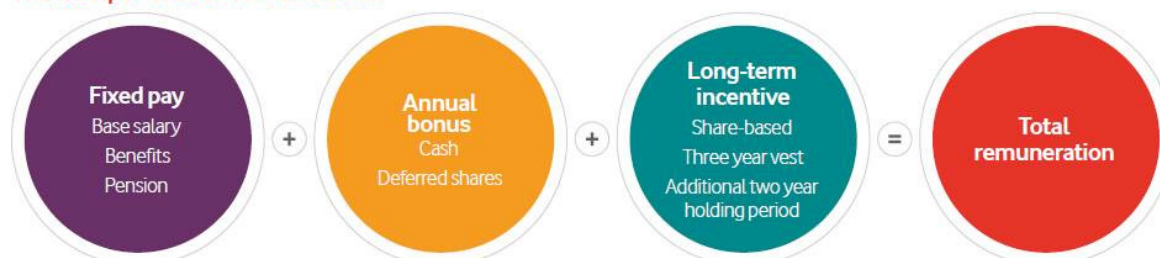 Fixed pay
Base salary
Benefits
Pension
+
Annual
bonus
Cash
Deferred shares
+
Long-term
incentive
Share-based
Three year vest
Additional two year
holding period
=
Total
remuneration